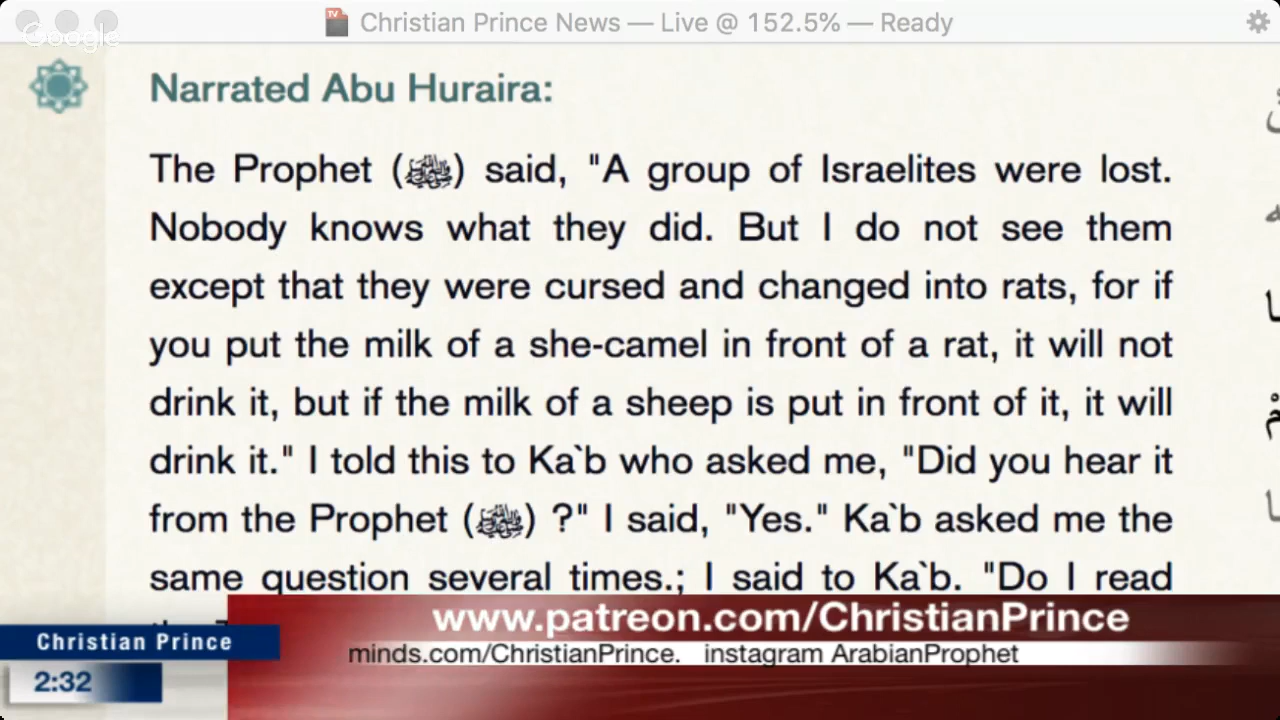 Christian Prince News — Live @ 152.5% — Ready
Google
Narrated Abu Huraira:
The Prophet (ﷺ) said, "A group of Israelites were lost.
Nobody knows what they did. But I do not see them
except that they were cursed and changed into rats, for if
you put the milk of a she-camel in front of a rat, it will not
drink it, but if the milk of a sheep is put in front of it, it will
drink it." I told this to Ka`b who asked me, "Did you hear it
from the Prophet (ﷺ) ?" I said, "Yes." Ka`b asked me the
same question several times.; I said to Ka`b. "Do I read
www.patreon.com/ChristianPrince
Christian Prince
minds.com/ChristianPrince. instagram ArabianProphet
2:32